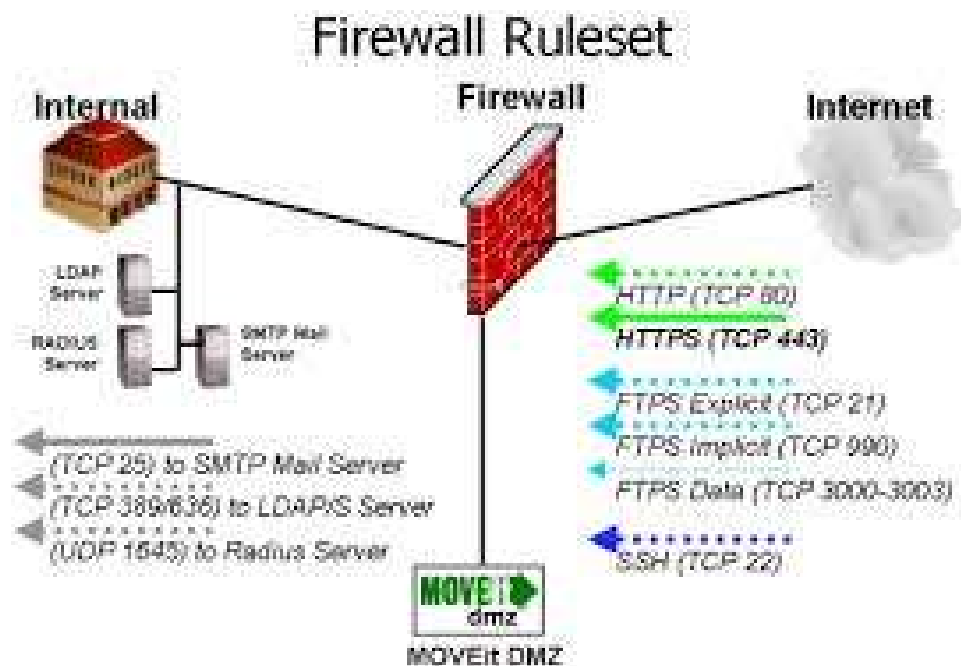 Firewall Ruleset
Internal
Firewall
Internet
LDAP
Server
RADIUS
Server
SMTP Mail
Server
HTTP (TCP 80)
HTTPS (TCP 443)
FTPS Explicit (TCP 21)
FTPS Implicit (TCP 990)
FTPS Data (TCP 3000-3003)
SSH (TCP 22)
(TCP 25) to SMTP Mail Server
(TCP 389/636) to LDAP/S Server
(UDP 1645) to Radius Server
MOVEit
dmz
MOVEit DMZ